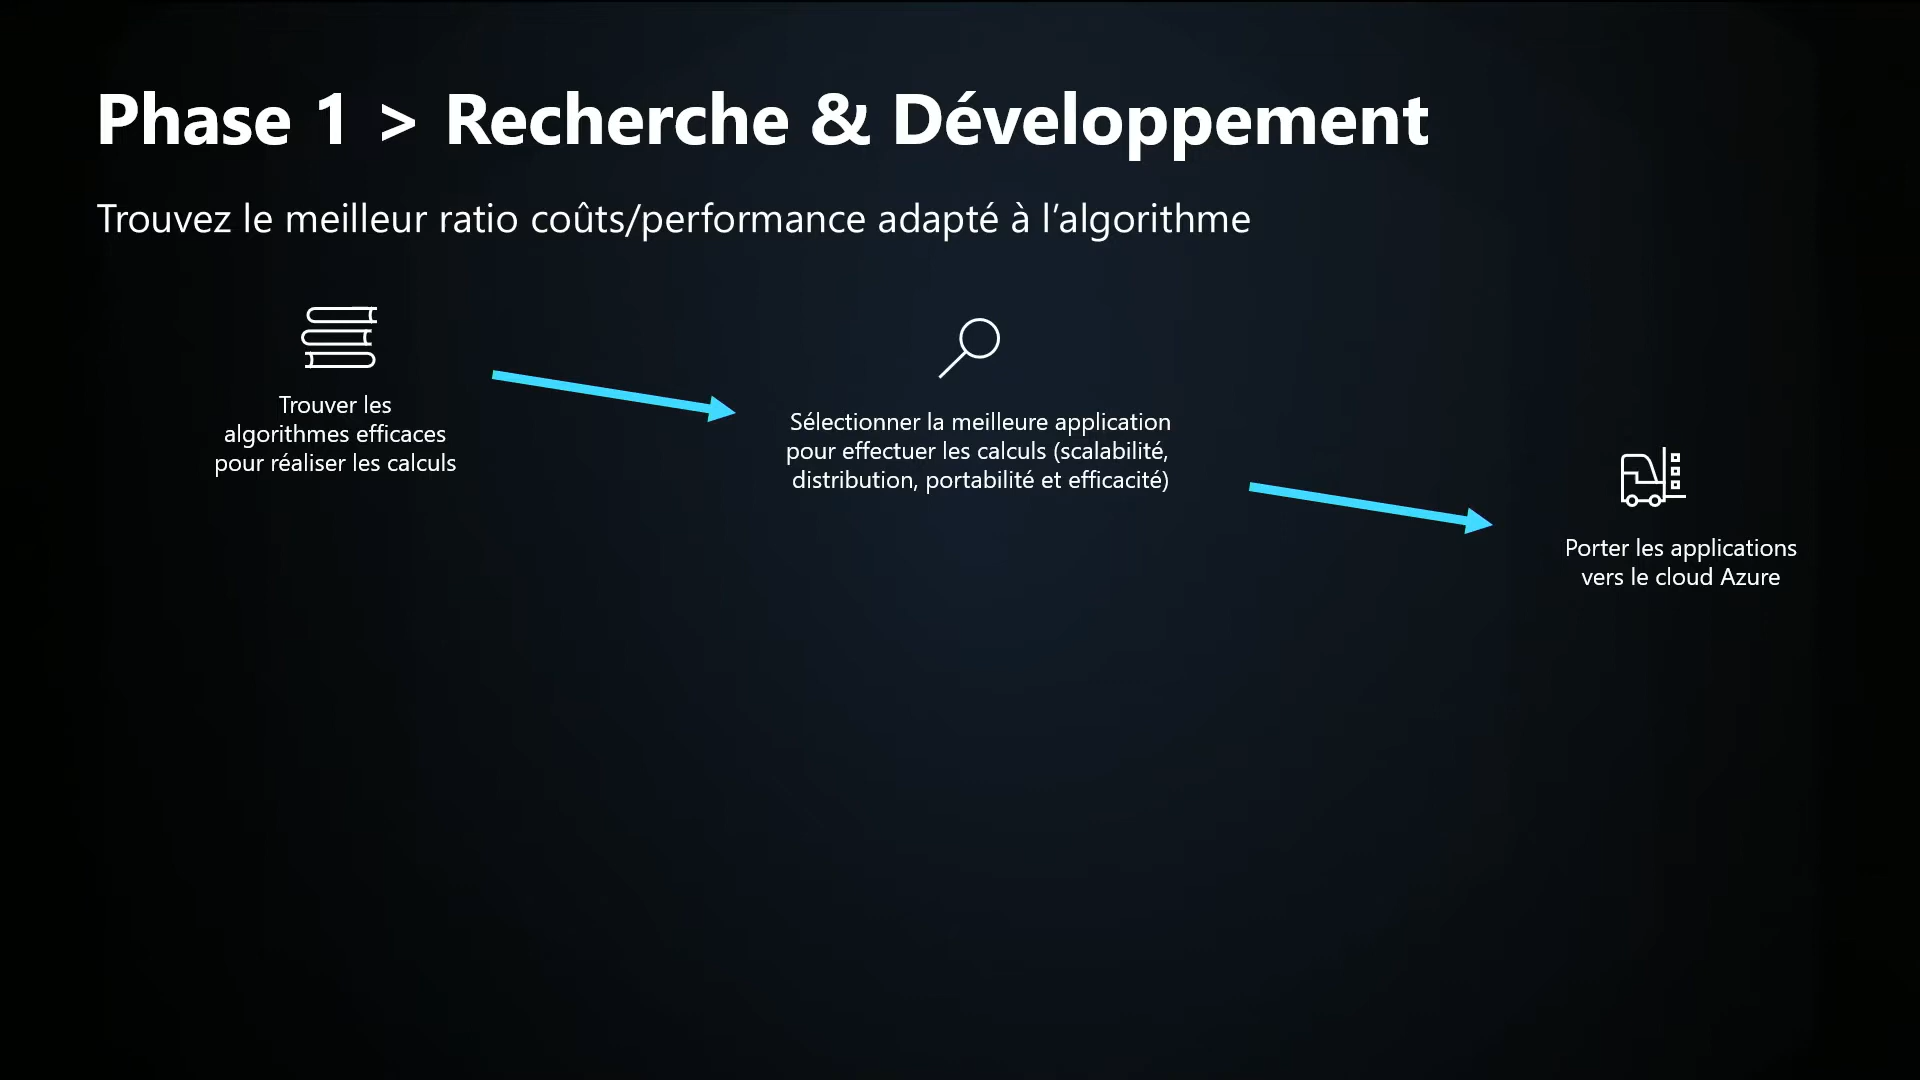 Phase 1 > Recherche & Développement
Trouvez le meilleur ratio coûts/performance adapté à l’algorithme
Trouver les
algorithmes efficaces
pour réaliser les calculs
Sélectionner la meilleure application
pour effectuer les calculs (scalabilité,
distribution, portabilité et efficacité)
Porter les applications
vers le cloud Azure